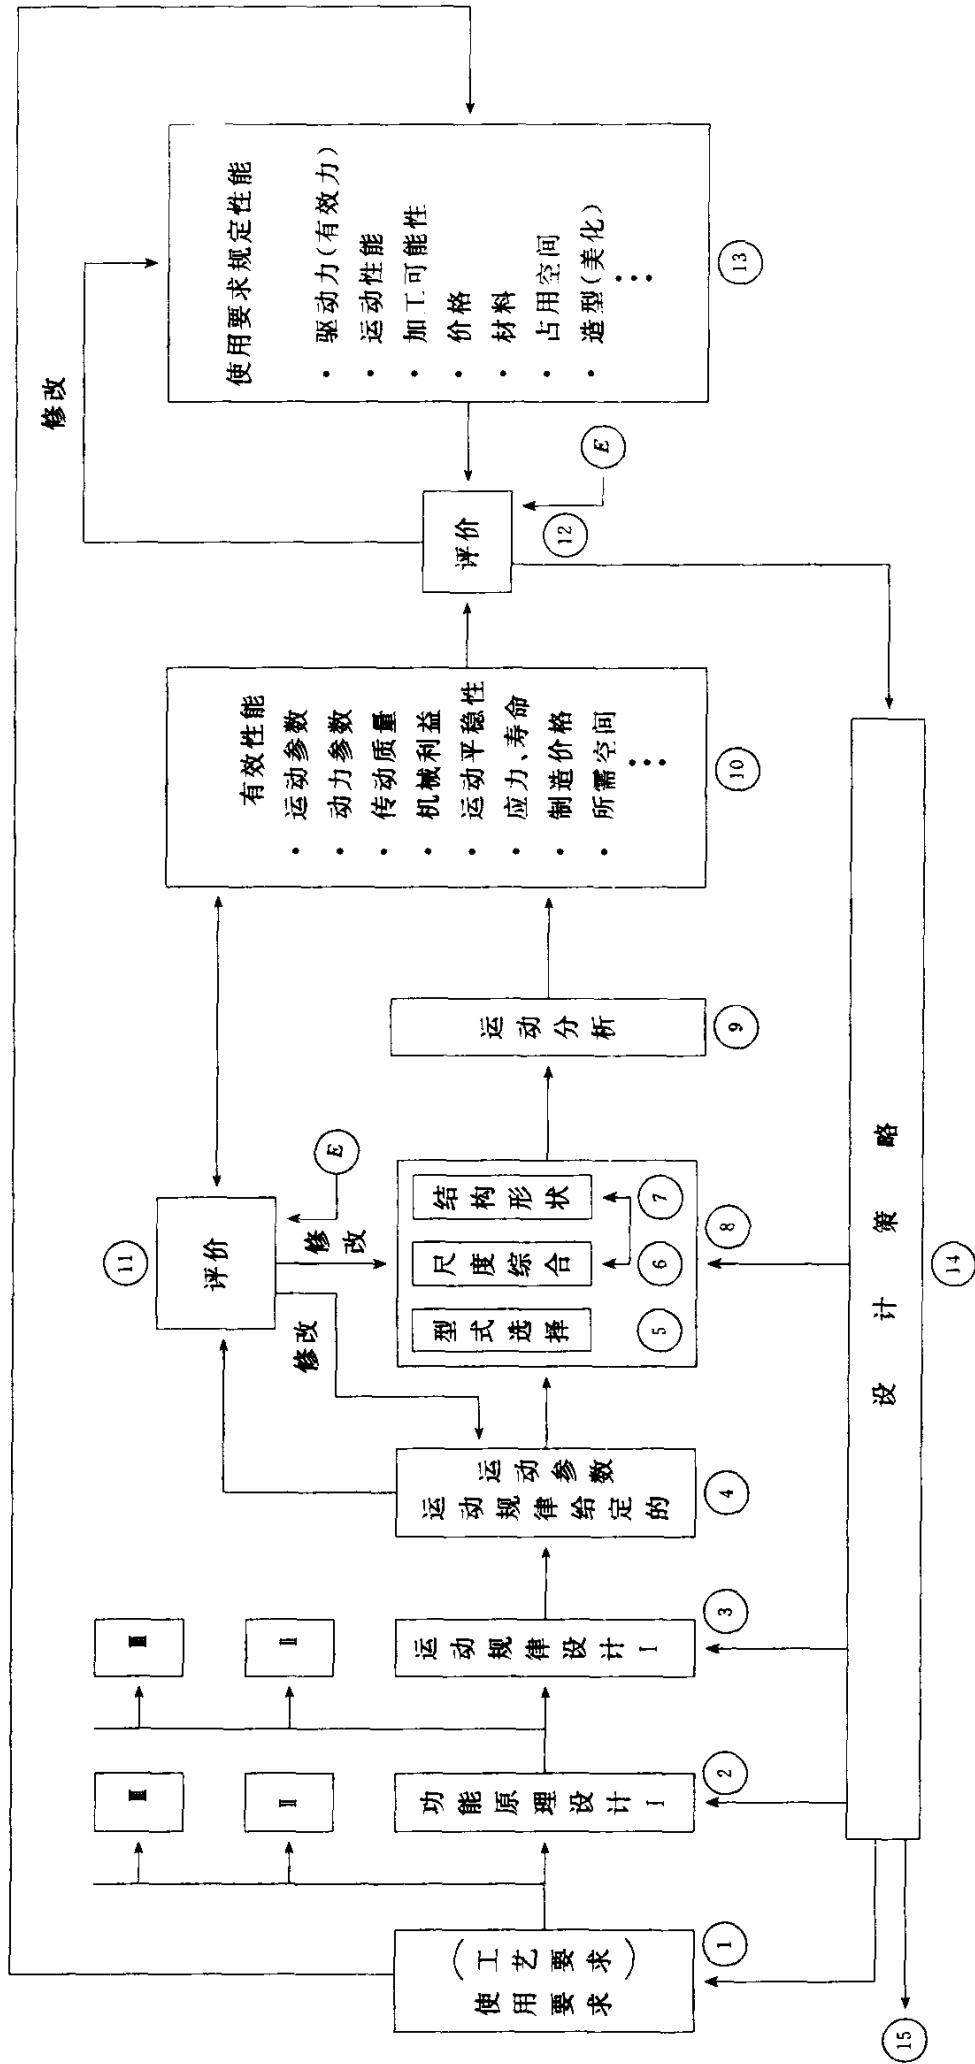 使用要求
(工艺要求)
1
功能原理设计 I
2
II
III
运动规律设计 I
3
II
III
运动规律给定的
运动参数
4
型式选择
5
尺度综合
6
结构形状
7
8
评价
11
修改
修改
E
运动分析
9
有效性能
· 运动参数
· 动力参数
· 传动质量
· 机械利益
· 运动平稳性
· 应力、寿命
· 制造价格
· 所需空间
⋮
10
评价
12
E
修改
使用要求规定性能
· 驱动力(有效力)
· 运动性能
· 加工可能性
· 价格
· 材料
· 占用空间
· 造型(美化)
⋮
13
设计策略
14
15